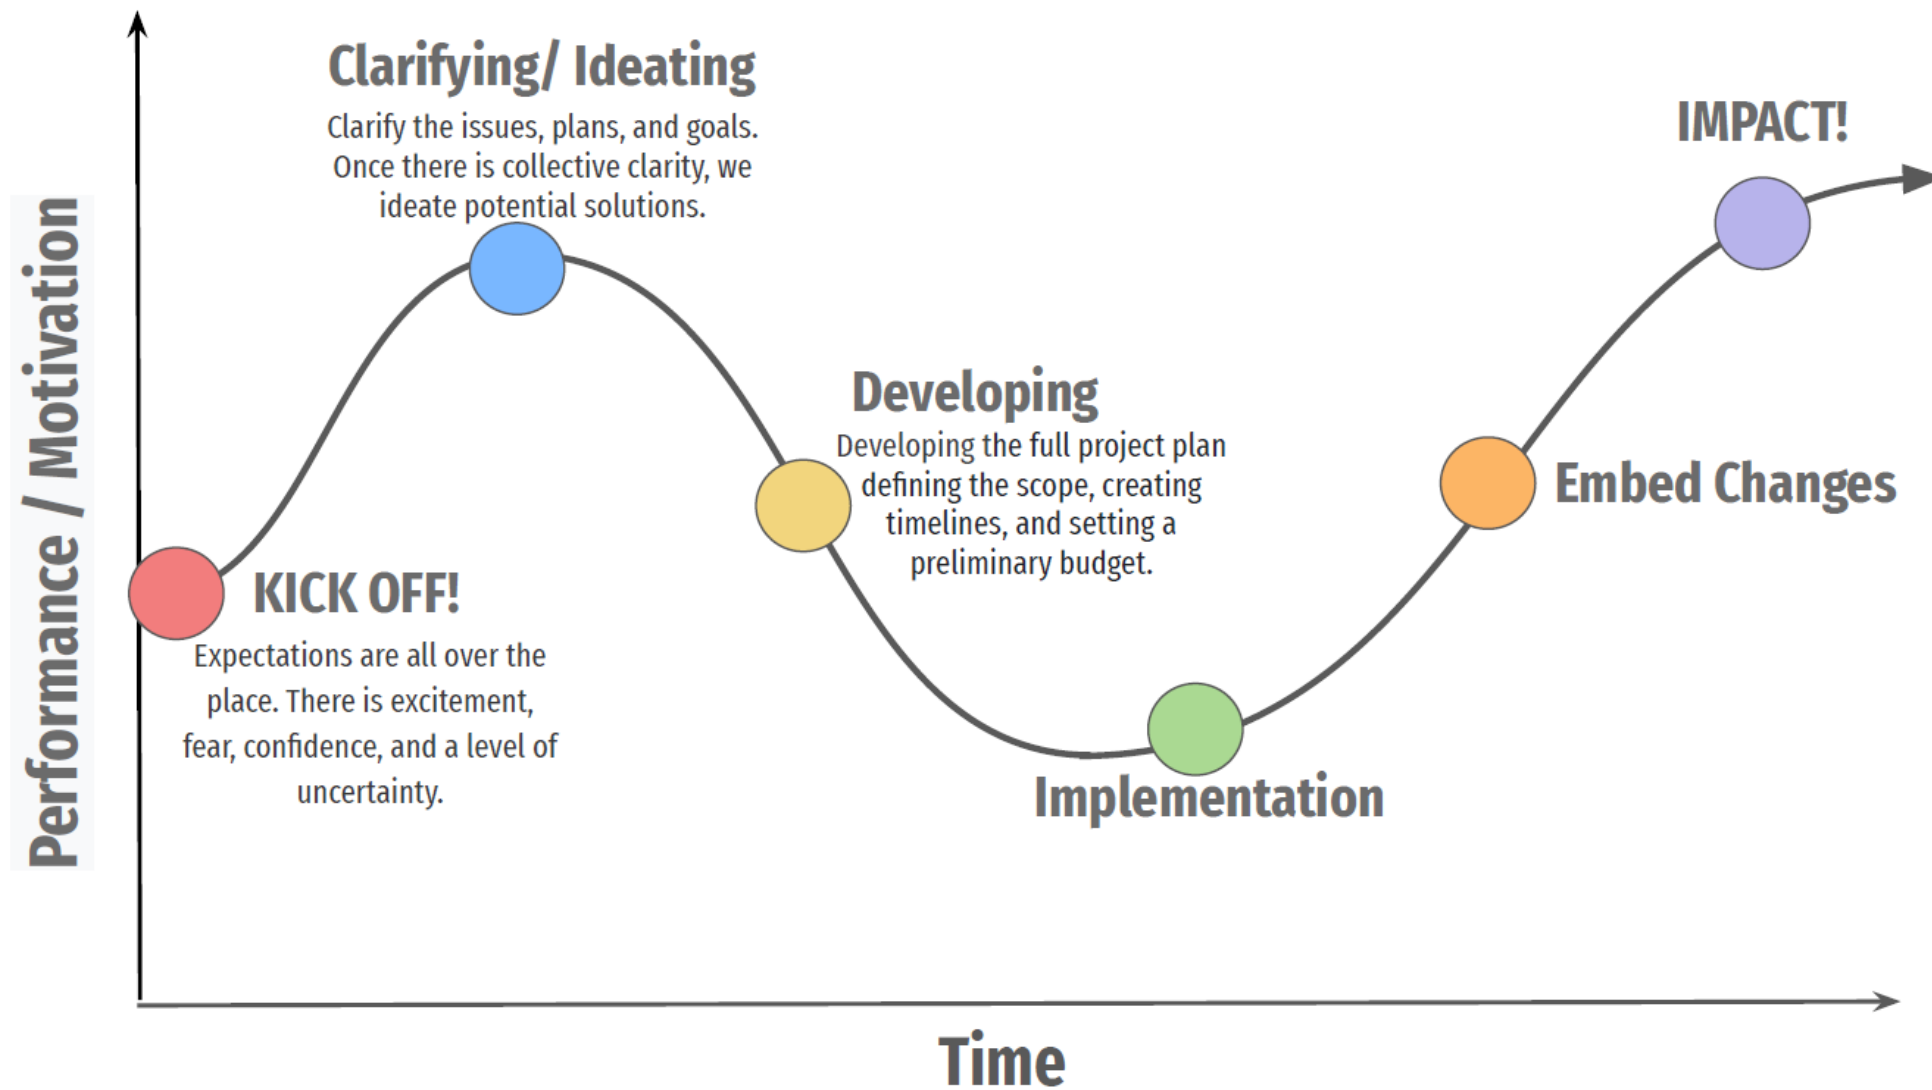 Performance / Motivation
Clarifying/ Ideating
Clarify the issues, plans, and goals.
Once there is collective clarity, we
ideate potential solutions.
IMPACT!
Developing
Developing the full project plan
defining the scope, creating
timelines, and setting a
preliminary budget.
Embed Changes
KICK OFF!
Expectations are all over the
place. There is excitement,
fear, confidence, and a level of
uncertainty.
Implementation
Time